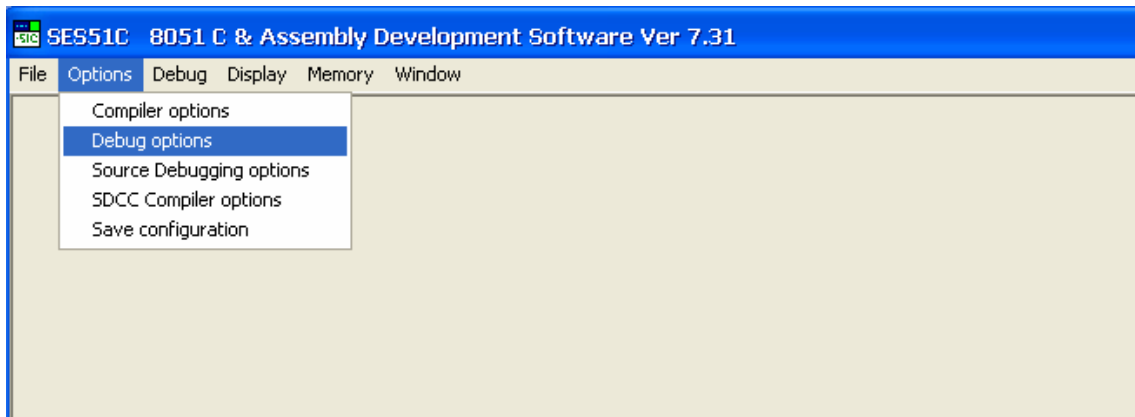 -SIC SES51C 8051 C & Assembly Development Software Ver 7.31
File Options Debug Display Memory Window
Compiler options
Debug options
Source Debugging options
SDCC Compiler options
Save configuration